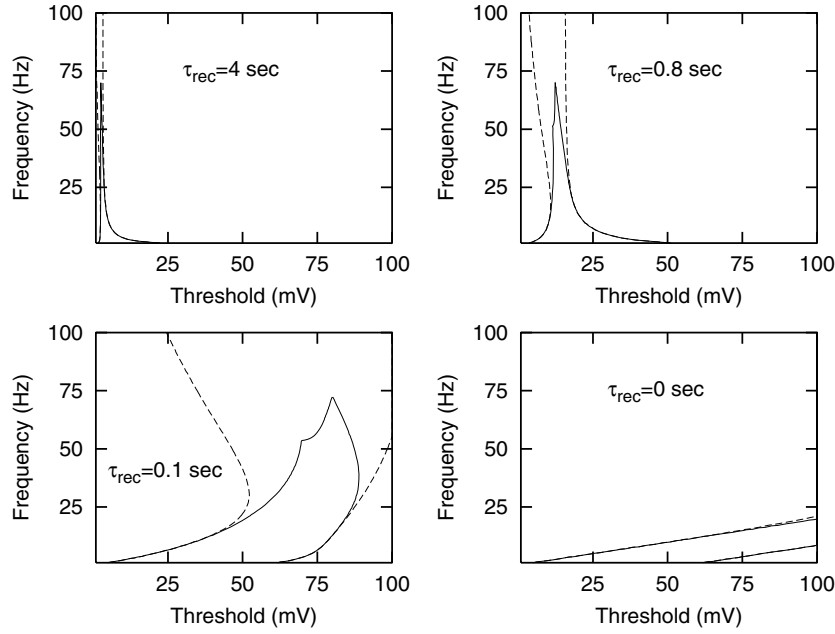 100
75
50
25
Frequency (Hz)
τrec=4 sec
25 50 75 100
Threshold (mV)
100
75
50
25
Frequency (Hz)
τrec=0.8 sec
25 50 75 100
Threshold (mV)
100
75
50
25
Frequency (Hz)
τrec=0.1 sec
25 50 75 100
Threshold (mV)
100
75
50
25
Frequency (Hz)
τrec=0 sec
25 50 75 100
Threshold (mV)